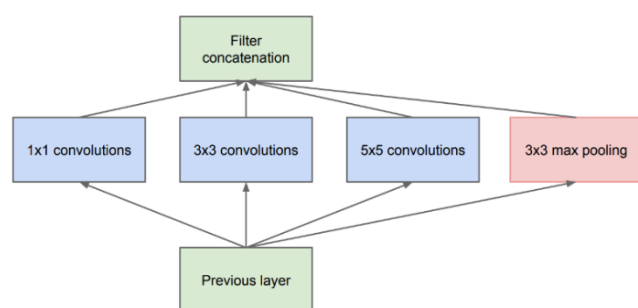 Filter
concatenation
1x1 convolutions
3x3 convolutions
5x5 convolutions
3x3 max pooling
Previous layer